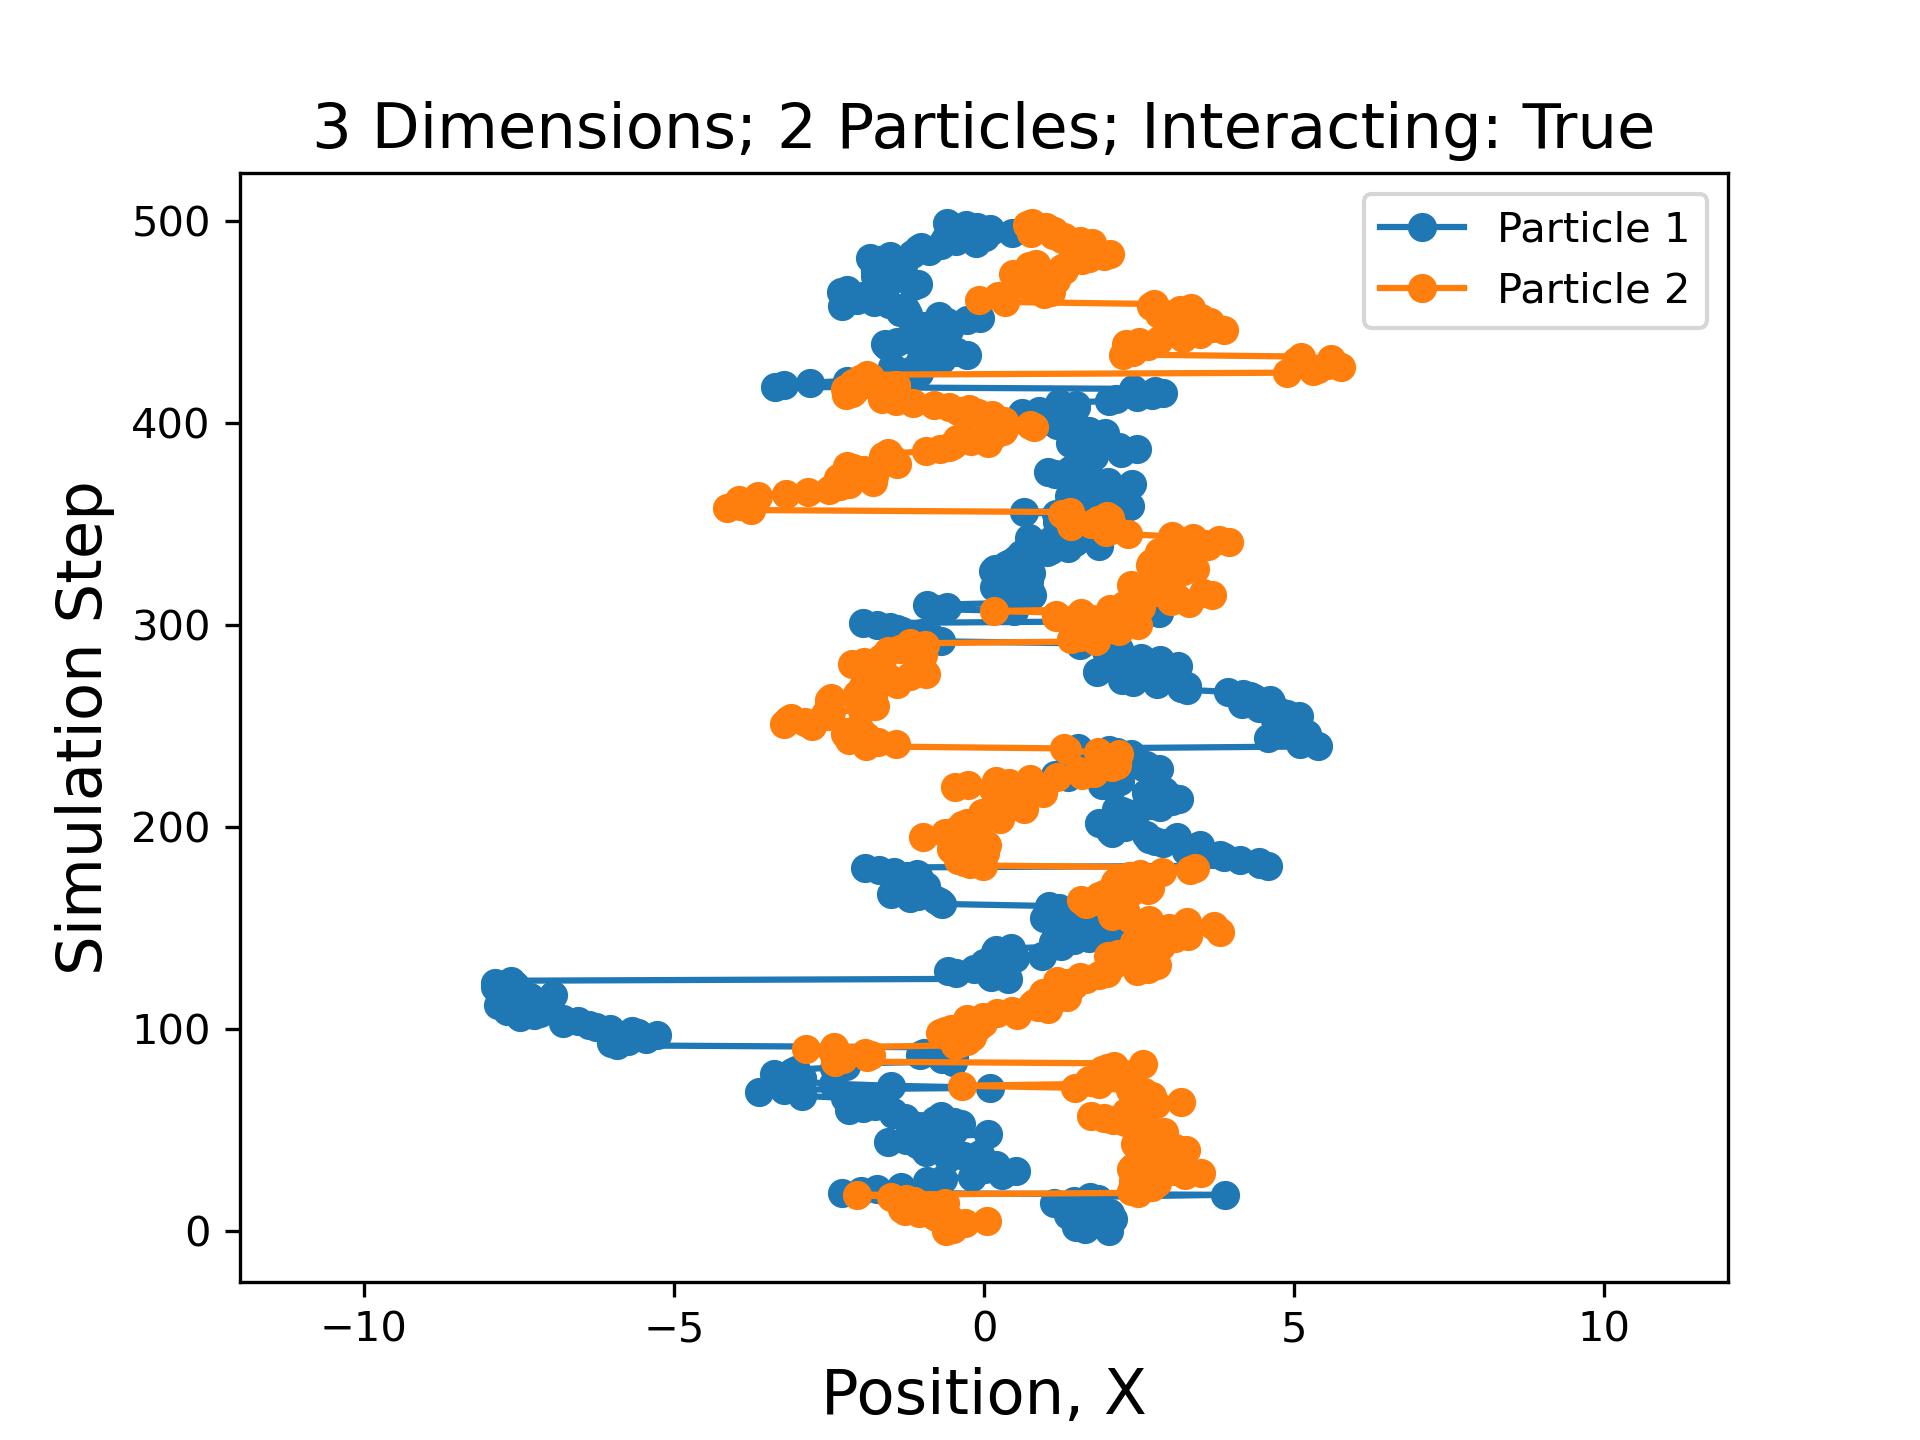 3 Dimensions; 2 Particles; Interacting: True
Particle 1
Particle 2
Simulation Step
500
400
300
200
100
0
−10
−5
0
5
10
Position, X